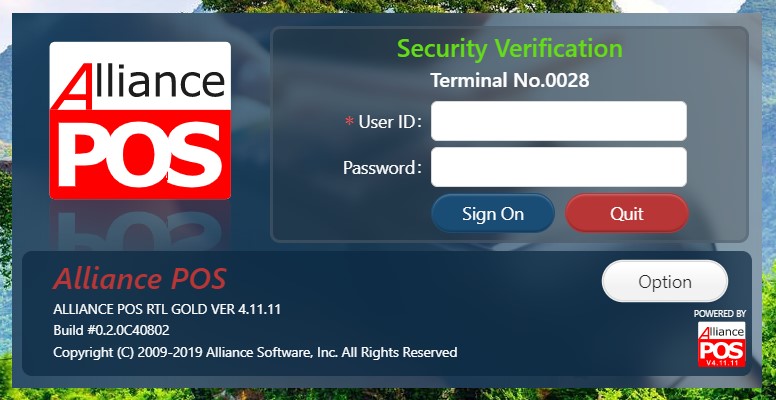 Alliance
POS
Security Verification
Terminal No.0028
* User ID:
Password:
Sign On
Quit
Alliance POS
ALLIANCE POS RTL GOLD VER 4.11.11
Build #0.2.0C40802
Copyright (C) 2009-2019 Alliance Software, Inc. All Rights Reserved
Option
POWERED BY
Alliance
POS
V4.11.11